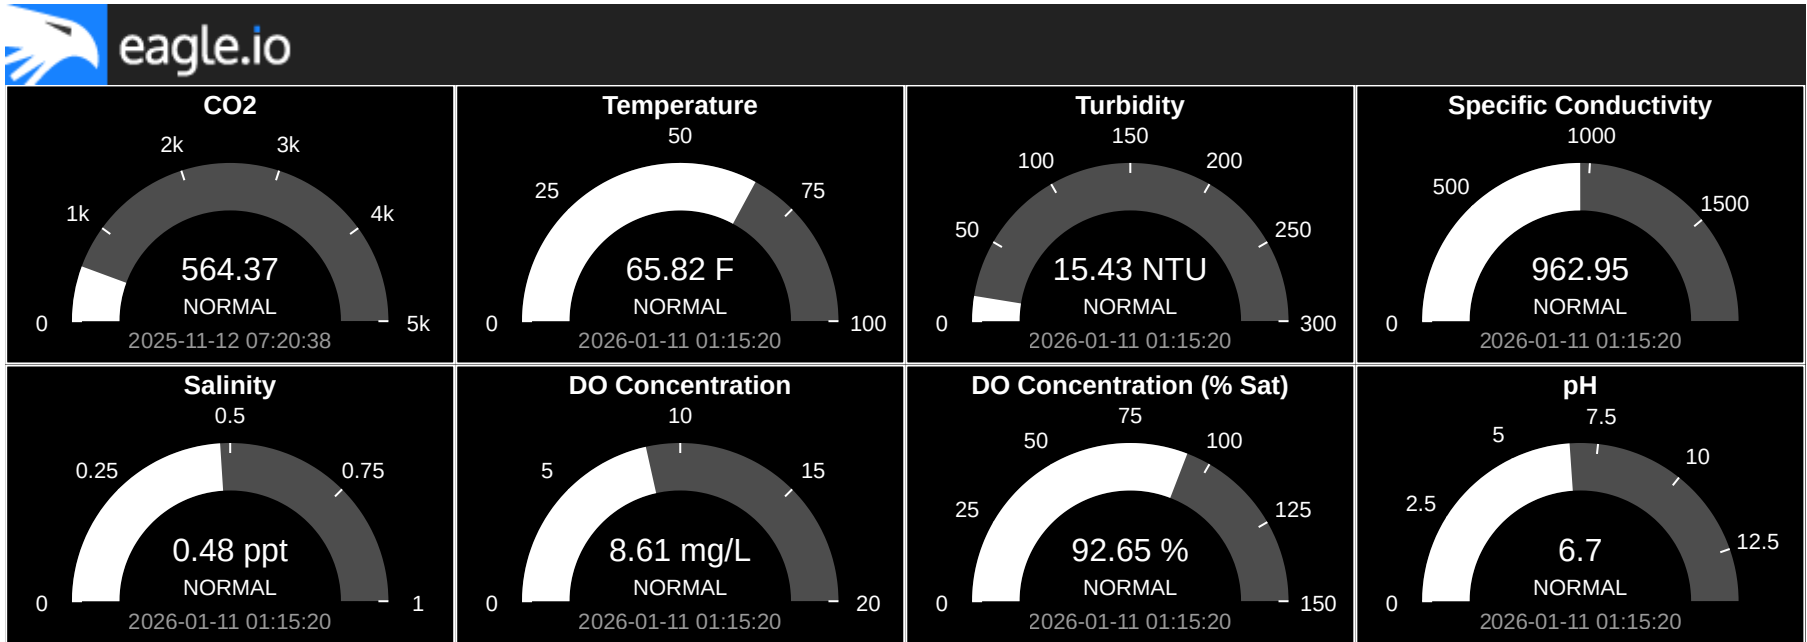 eagle.io
CO2
2k
3k
1k
4k
564.37
NORMAL
0
5k
2025-11-12 07:20:38
Temperature
50
25
75
65.82 F
NORMAL
0
100
2026-01-11 01:15:20
Turbidity
150
100
200
50
250
15.43 NTU
NORMAL
0
300
2026-01-11 01:15:20
Specific Conductivity
1000
500
1500
962.95
NORMAL
0
2026-01-11 01:15:20
Salinity
0.5
0.25
0.75
0.48 ppt
NORMAL
0
1
2026-01-11 01:15:20
DO Concentration
10
5
15
8.61 mg/L
NORMAL
0
20
2026-01-11 01:15:20
DO Concentration (% Sat)
75
50
100
25
125
92.65 %
NORMAL
0
150
2026-01-11 01:15:20
pH
7.5
5
10
2.5
12.5
6.7
NORMAL
0
2026-01-11 01:15:20